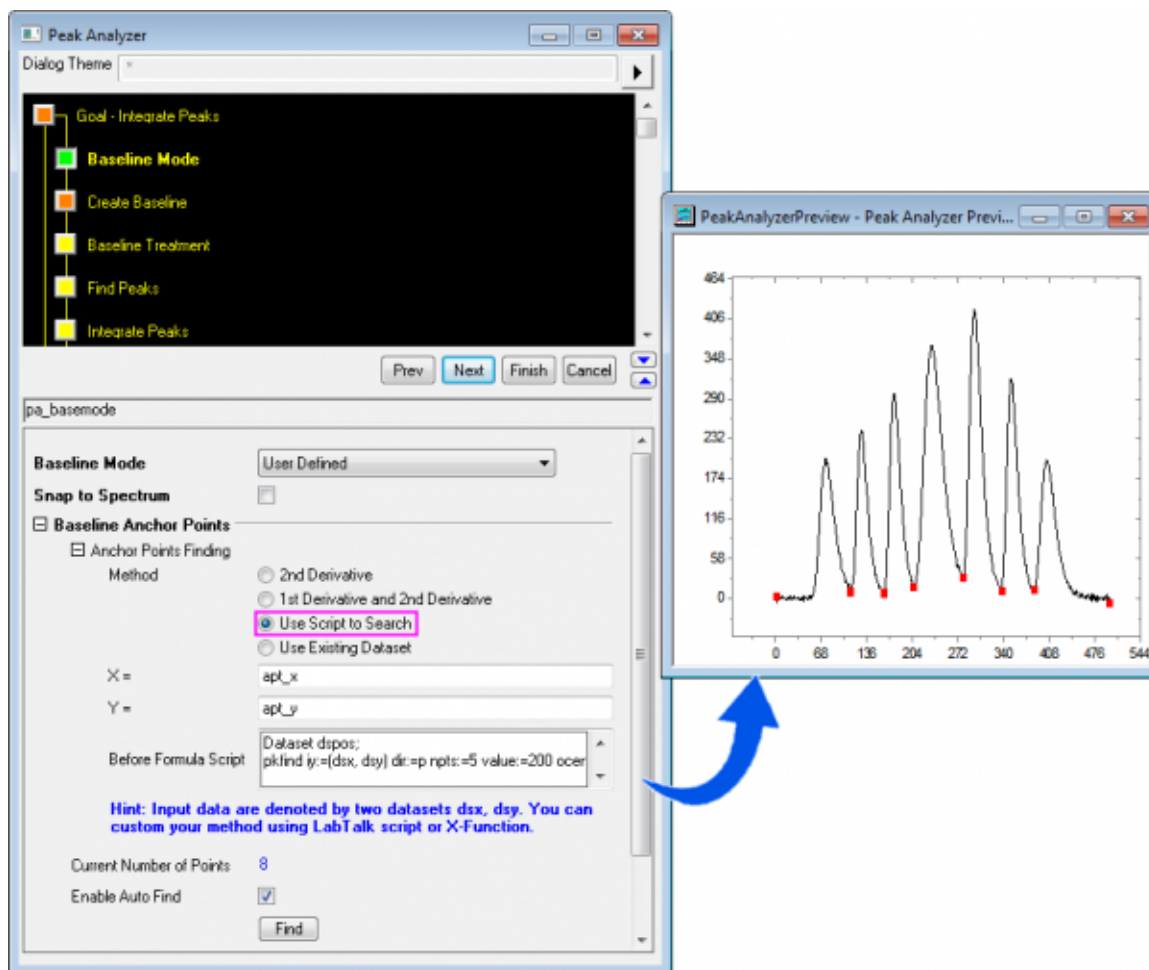 Peak Analyzer
Dialog Theme *
Goal - Integrate Peaks
Baseline Mode
Create Baseline
Baseline Treatment
Find Peaks
Integrate Peaks
Prev Next Finish Cancel
pa_basemode
Baseline Mode User Defined
Snap to Spectrum
Baseline Anchor Points
Anchor Points Finding
Method 2nd Derivative
1st Derivative and 2nd Derivative
Use Script to Search
Use Existing Dataset
X = apt_x
Y = apt_y
Before Formula Script Dataset dspos;
pkfind iy:=(dsx, dsy) dir:=p npts:=5 value:=200 ocer
Hint: Input data are denoted by two datasets dsx, dsy. You can
custom your method using LabTalk script or X-Function.
Current Number of Points 8
Enable Auto Find
Find
PeakAnalyzerPreview - Peak Analyzer Previ...
464
406
348
290
232
174
116
58
0
0 68 136 204 272 340 408 476 544